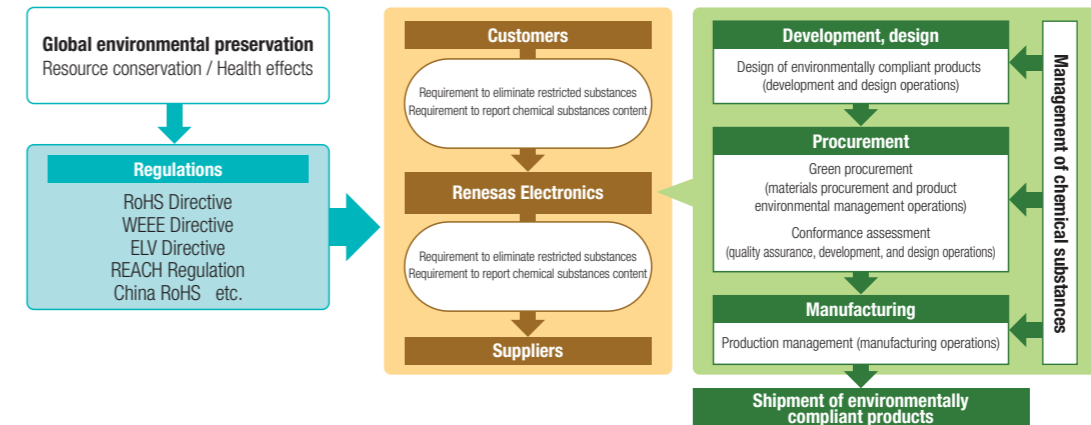 Global environmental preservation
Resource conservation / Health effects
Regulations
RoHS Directive
WEEE Directive
ELV Directive
REACH Regulation
China RoHS etc.
Customers
Requirement to eliminate restricted substances
Requirement to report chemical substances content
Renesas Electronics
Requirement to eliminate restricted substances
Requirement to report chemical substances content
Suppliers
Development, design
Design of environmentally compliant products
(development and design operations)
Procurement
Green procurement
(materials procurement and product
environmental management operations)
Conformance assessment
(quality assurance, development, and design operations)
Manufacturing
Production management (manufacturing operations)
Shipment of environmentally
compliant products
Management of chemical substances